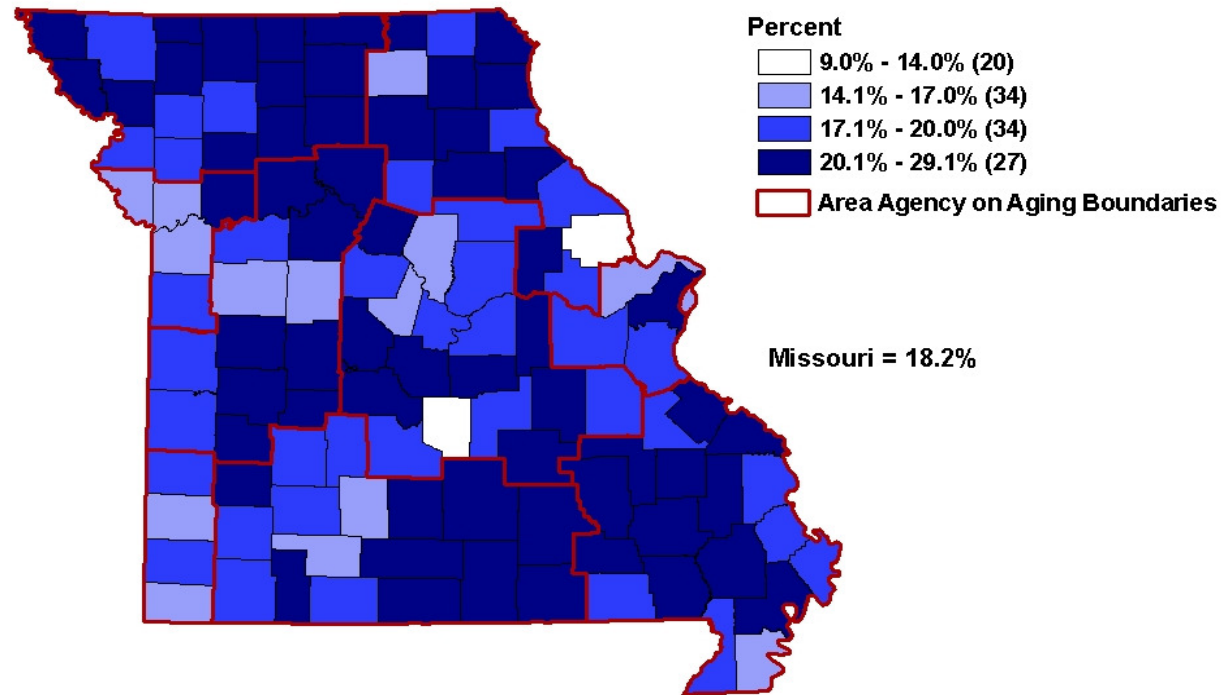 Percent
9.0% - 14.0% (20)
14.1% - 17.0% (34)
17.1% - 20.0% (34)
20.1% - 29.1% (27)
Area Agency on Aging Boundaries
Missouri = 18.2%